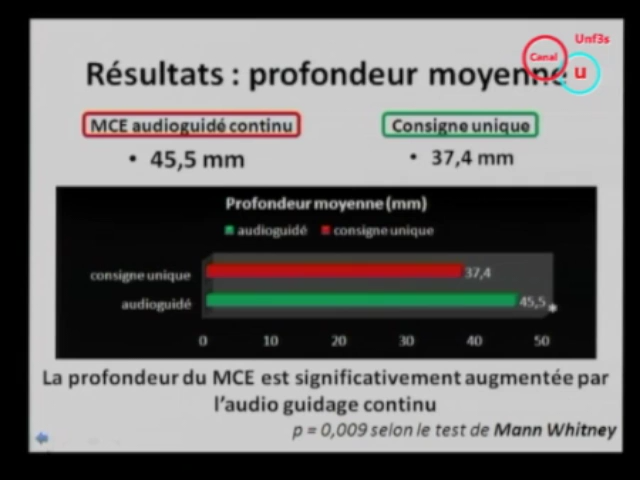 Unf3s
Canal
u
Résultats : profondeur moyenne
MCE audioguidé continu
Consigne unique
• 45,5 mm
• 37,4 mm
Profondeur moyenne (mm)
audioguidé consigne unique
consigne unique 37,4
audioguidé 45,5 *
0 10 20 30 40 50
La profondeur du MCE est significativement augmentée par
l'audio guidage continu
p = 0,009 selon le test de Mann Whitney